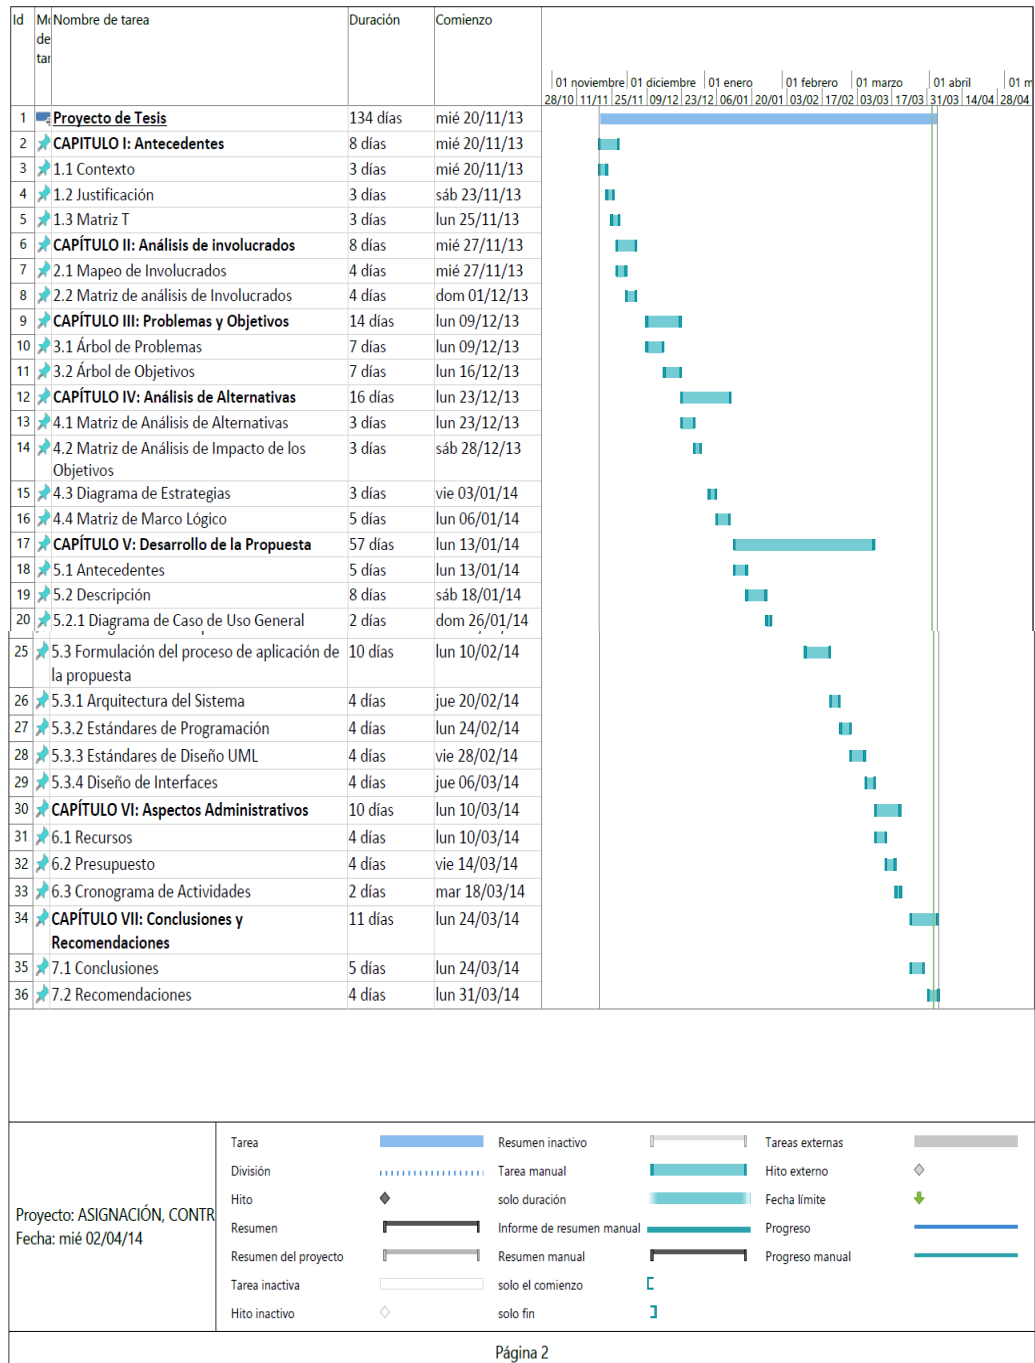 Id Mo Nombre de tarea Duración Comienzo
de
tar
01 noviembre 01 diciembre 01 enero 01 febrero 01 marzo 01 abril 01 m
28/10 11/11 25/11 09/12 23/12 06/01 20/01 03/02 17/02 03/03 17/03 31/03 14/04 28/04
1 Proyecto de Tesis 134 días mié 20/11/13
2 CAPITULO I: Antecedentes 8 días mié 20/11/13
3 1.1 Contexto 3 días mié 20/11/13
4 1.2 Justificación 3 días sáb 23/11/13
5 1.3 Matriz T 3 días lun 25/11/13
6 CAPÍTULO II: Análisis de involucrados 8 días mié 27/11/13
7 2.1 Mapeo de Involucrados 4 días mié 27/11/13
8 2.2 Matriz de análisis de Involucrados 4 días dom 01/12/13
9 CAPÍTULO III: Problemas y Objetivos 14 días lun 09/12/13
10 3.1 Árbol de Problemas 7 días lun 09/12/13
11 3.2 Árbol de Objetivos 7 días lun 16/12/13
12 CAPÍTULO IV: Análisis de Alternativas 16 días lun 23/12/13
13 4.1 Matriz de Análisis de Alternativas 3 días lun 23/12/13
14 4.2 Matriz de Análisis de Impacto de los 3 días sáb 28/12/13
Objetivos
15 4.3 Diagrama de Estrategias 3 días vie 03/01/14
16 4.4 Matriz de Marco Lógico 5 días lun 06/01/14
17 CAPÍTULO V: Desarrollo de la Propuesta 57 días lun 13/01/14
18 5.1 Antecedentes 5 días lun 13/01/14
19 5.2 Descripción 8 días sáb 18/01/14
20 5.2.1 Diagrama de Caso de Uso General 2 días dom 26/01/14
25 5.3 Formulación del proceso de aplicación de 10 días lun 10/02/14
la propuesta
26 5.3.1 Arquitectura del Sistema 4 días jue 20/02/14
27 5.3.2 Estándares de Programación 4 días lun 24/02/14
28 5.3.3 Estándares de Diseño UML 4 días vie 28/02/14
29 5.3.4 Diseño de Interfaces 4 días jue 06/03/14
30 CAPÍTULO VI: Aspectos Administrativos 10 días lun 10/03/14
31 6.1 Recursos 4 días lun 10/03/14
32 6.2 Presupuesto 4 días vie 14/03/14
33 6.3 Cronograma de Actividades 2 días mar 18/03/14
34 CAPÍTULO VII: Conclusiones y 11 días lun 24/03/14
Recomendaciones
35 7.1 Conclusiones 5 días lun 24/03/14
36 7.2 Recomendaciones 4 días lun 31/03/14
Proyecto: ASIGNACIÓN, CONTR
Fecha: mié 02/04/14
Tarea Resumen inactivo Tareas externas
División Tarea manual Hito externo
Hito solo duración Fecha límite
Resumen Informe de resumen manual Progreso
Resumen del proyecto Resumen manual Progreso manual
Tarea inactiva solo el comienzo
Hito inactivo solo fin
Página 2